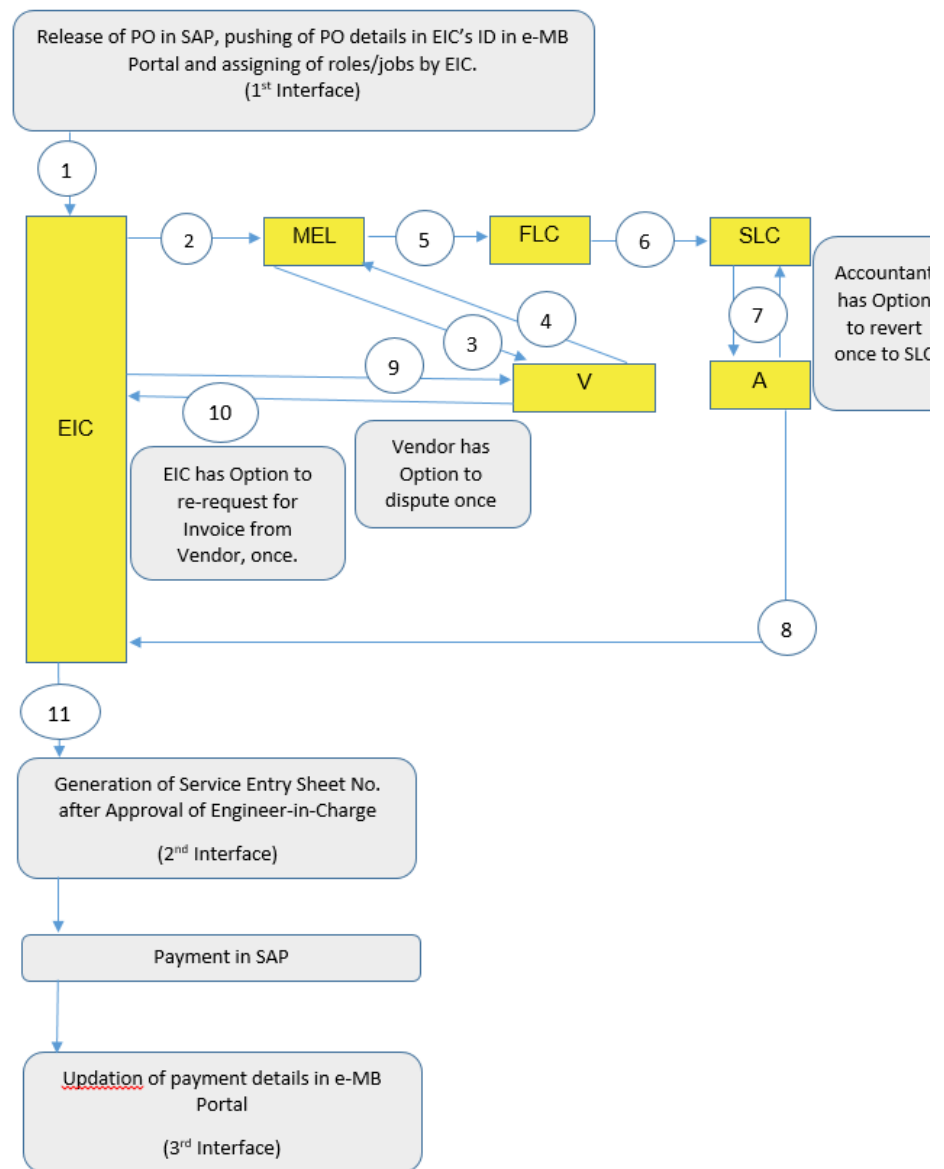 Release of PO in SAP, pushing of PO details in EIC's ID in e-MB
Portal and assigning of roles/jobs by EIC.
(1st Interface)
1
2
MEL
5
FLC
6
SLC
Accountant
has Option
to revert
once to SLC
7
4
3
9
V
A
10
EIC
Vendor has
Option to
dispute once
EIC has Option to
re-request for
Invoice from
Vendor, once.
8
11
Generation of Service Entry Sheet No.
after Approval of Engineer-in-Charge
(2nd Interface)
Payment in SAP
Updation of payment details in e-MB
Portal
(3rd Interface)